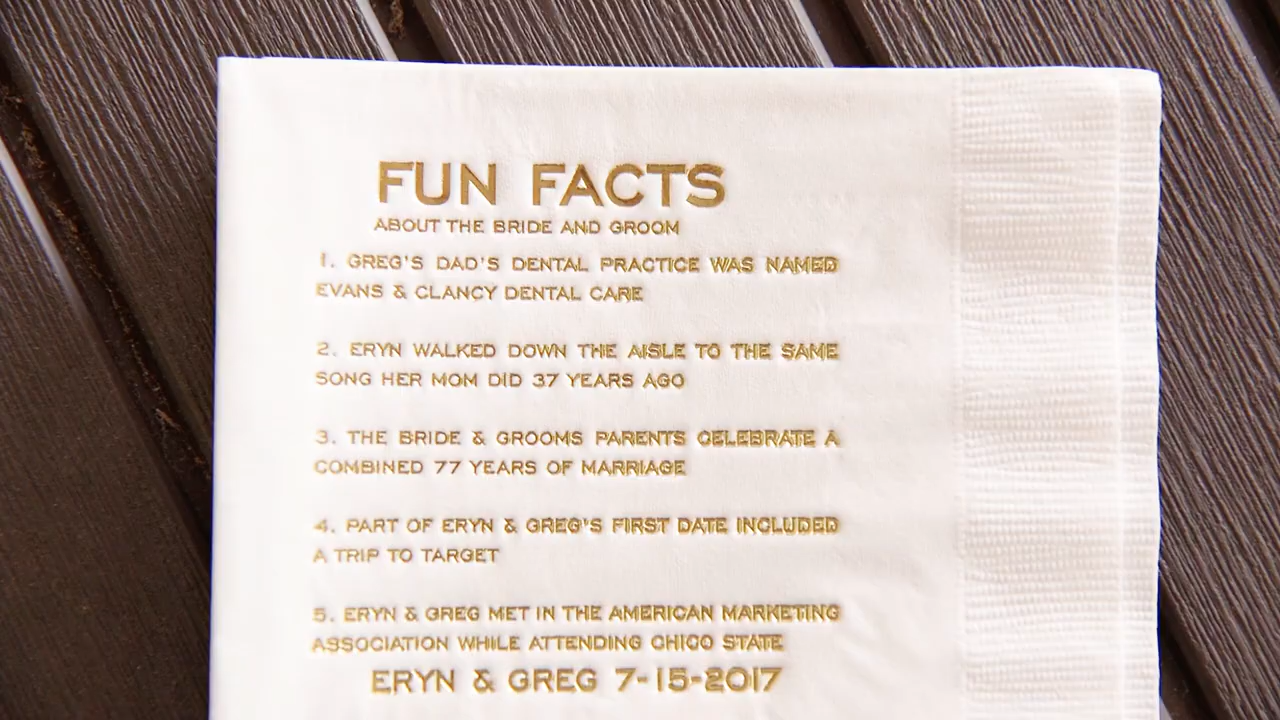 FUN FACTS
ABOUT THE BRIDE AND GROOM
1. GREG'S DAD'S DENTAL PRACTICE WAS NAMED
EVANS & CLANCY DENTAL CARE
2. ERYN WALKED DOWN THE AISLE TO THE SAME
SONG HER MOM DID 37 YEARS AGO
3. THE BRIDE & GROOMS PARENTS CELEBRATE A
COMBINED 77 YEARS OF MARRIAGE
4. PART OF ERYN & GREG'S FIRST DATE INCLUDED
A TRIP TO TARGET
5. ERYN & GREG MET IN THE AMERICAN MARKETING
ASSOCIATION WHILE ATTENDING CHICO STATE
ERYN & GREG 7-15-2017